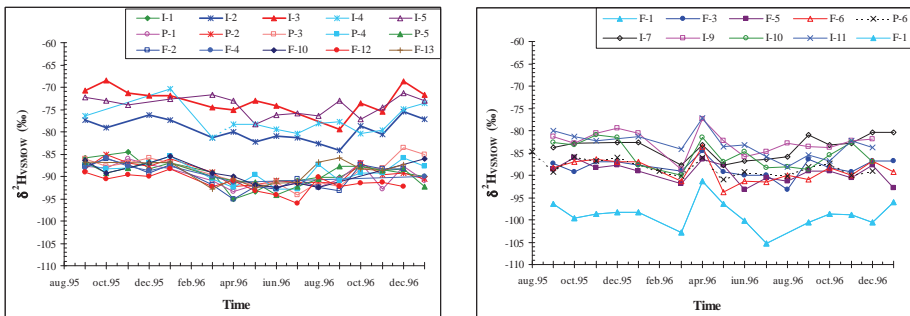 I-1 I-2 I-3 I-4 I-5
P-1 P-2 P-3 P-4 P-5
F-2 F-4 F-10 F-12 F-13
δ ²HVSMOW (‰)
-60
-65
-70
-75
-80
-85
-90
-95
-100
-105
-110
aug.95 oct.95 dec.95 feb.96 apr.96 iun.96 aug.96 oct.96 dec.96
Time
F-1 F-3 F-5 F-6 P-6
I-7 I-9 I-10 I-11 F-1
δ ²HVSMOW (‰)
-60
-65
-70
-75
-80
-85
-90
-95
-100
-105
-110
aug.95 oct.95 dec.95 feb.96 apr.96 iun.96 aug.96 oct.96 dec.96
Time